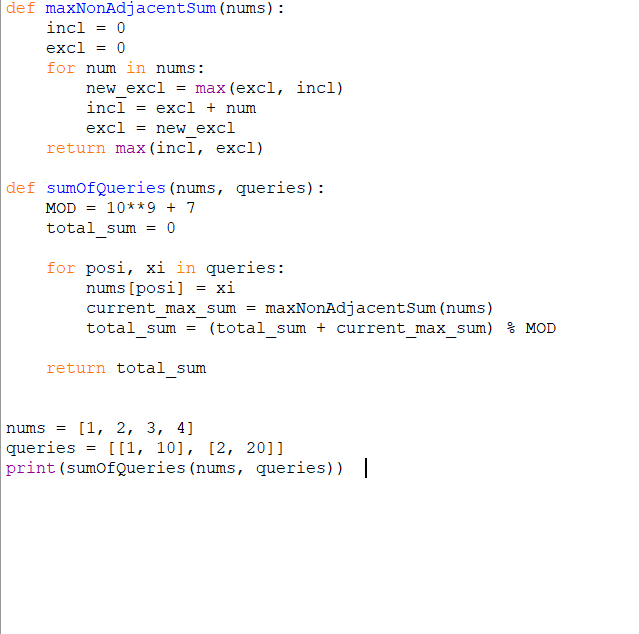 def maxNonAdjacentSum(nums):
    incl = 0
    excl = 0
    for num in nums:
        new_excl = max(excl, incl)
        incl = excl + num
        excl = new_excl
    return max(incl, excl)

def sumOfQueries(nums, queries):
    MOD = 10**9 + 7
    total_sum = 0

    for posi, xi in queries:
        nums[posi] = xi
        current_max_sum = maxNonAdjacentSum(nums)
        total_sum = (total_sum + current_max_sum) % MOD

    return total_sum


nums = [1, 2, 3, 4]
queries = [[1, 10], [2, 20]]
print(sumOfQueries(nums, queries))